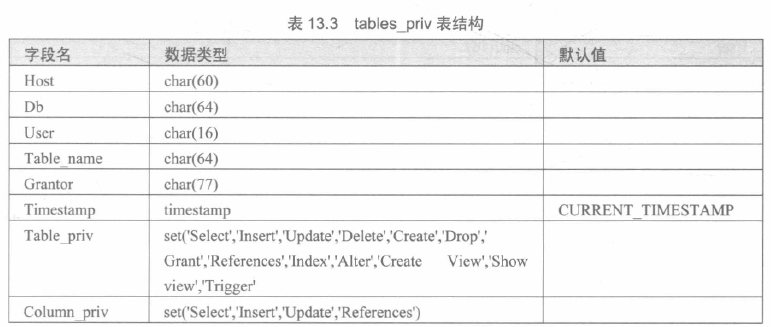 表 13.3 tables_priv 表结构
字段名 数据类型 默认值
Host char(60)
Db char(64)
User char(16)
Table_name char(64)
Grantor char(77)
Timestamp timestamp CURRENT_TIMESTAMP
Table_priv set('Select','Insert','Update','Delete','Create','Drop','
Grant','References','Index','Alter','Create View','Show
view','Trigger'
Column_priv set('Select','Insert','Update','References')